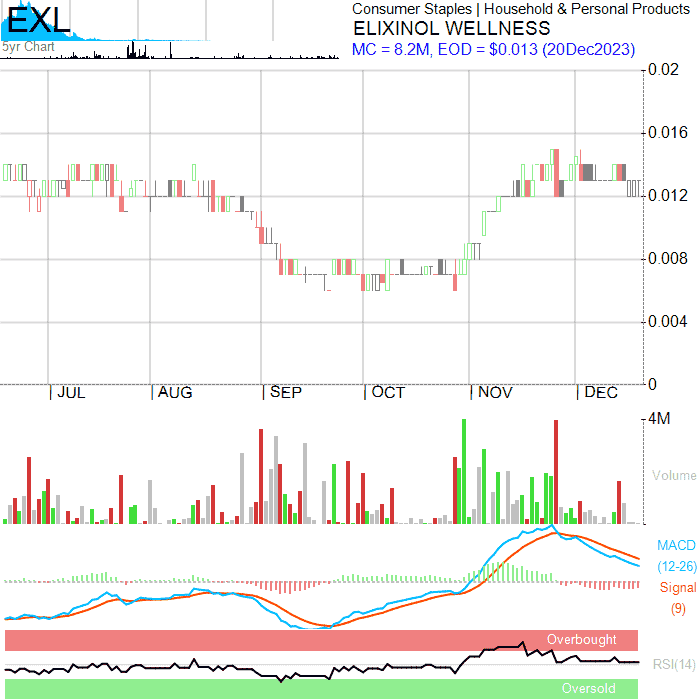 EXL
5yr Chart
Consumer Staples | Household & Personal Products
ELIXINOL WELLNESS
MC = 8.2M, EOD = $0.013 (20Dec2023)
0.02
0.016
0.012
0.008
0.004
0
JUL AUG SEP OCT NOV DEC
4M
Volume
MACD
(12-26)
Signal
(9)
Overbought
RSI(14)
Oversold